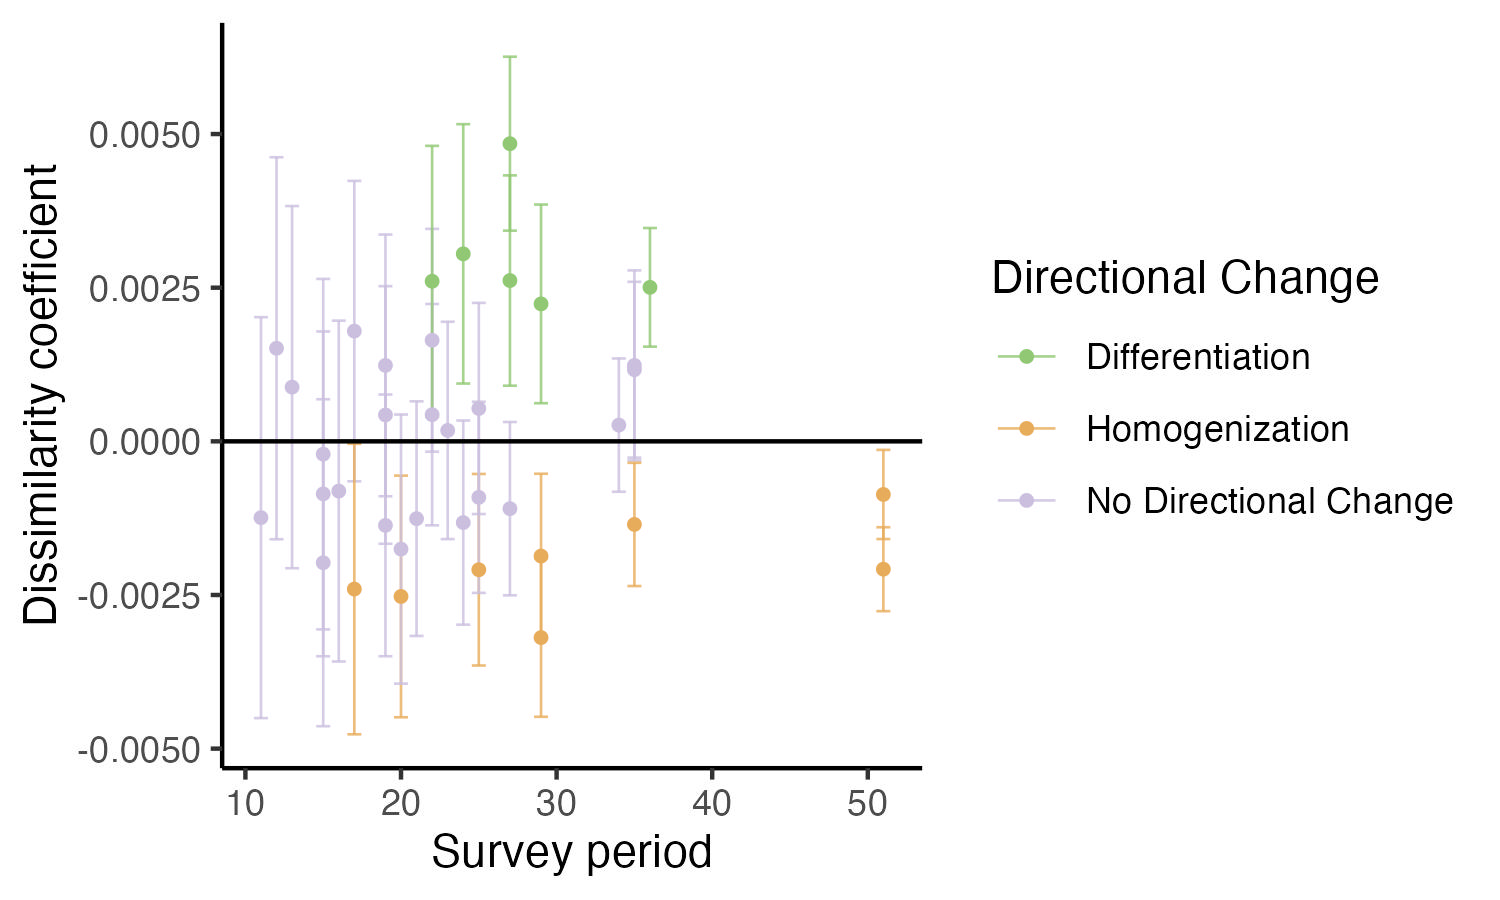 Dissimilarity coefficient
0.0050
0.0025
0.0000
-0.0025
-0.0050
10 20 30 40 50
Survey period
Directional Change
Differentiation
Homogenization
No Directional Change